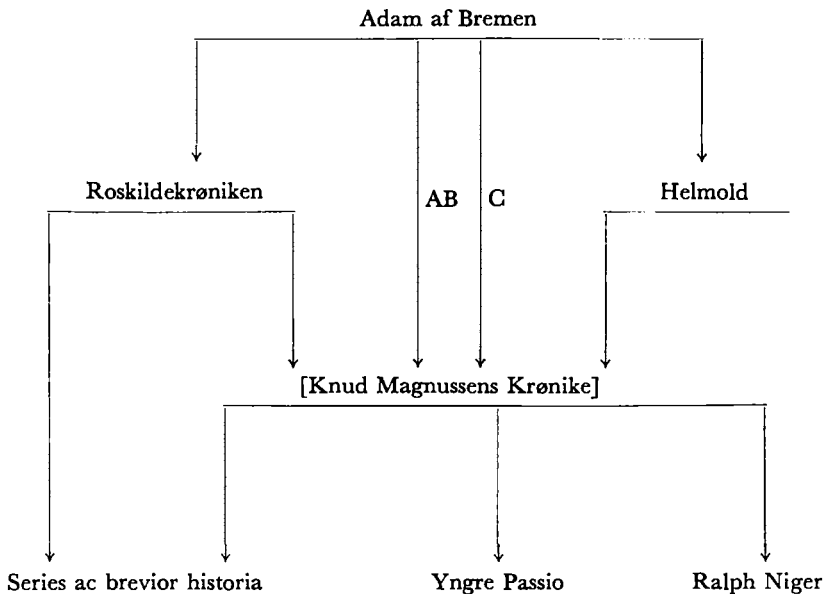 Adam af Bremen
Roskildekrøniken AB C Helmold
[Knud Magnussens Krønike]
Series ac brevior historia Yngre Passio Ralph Niger